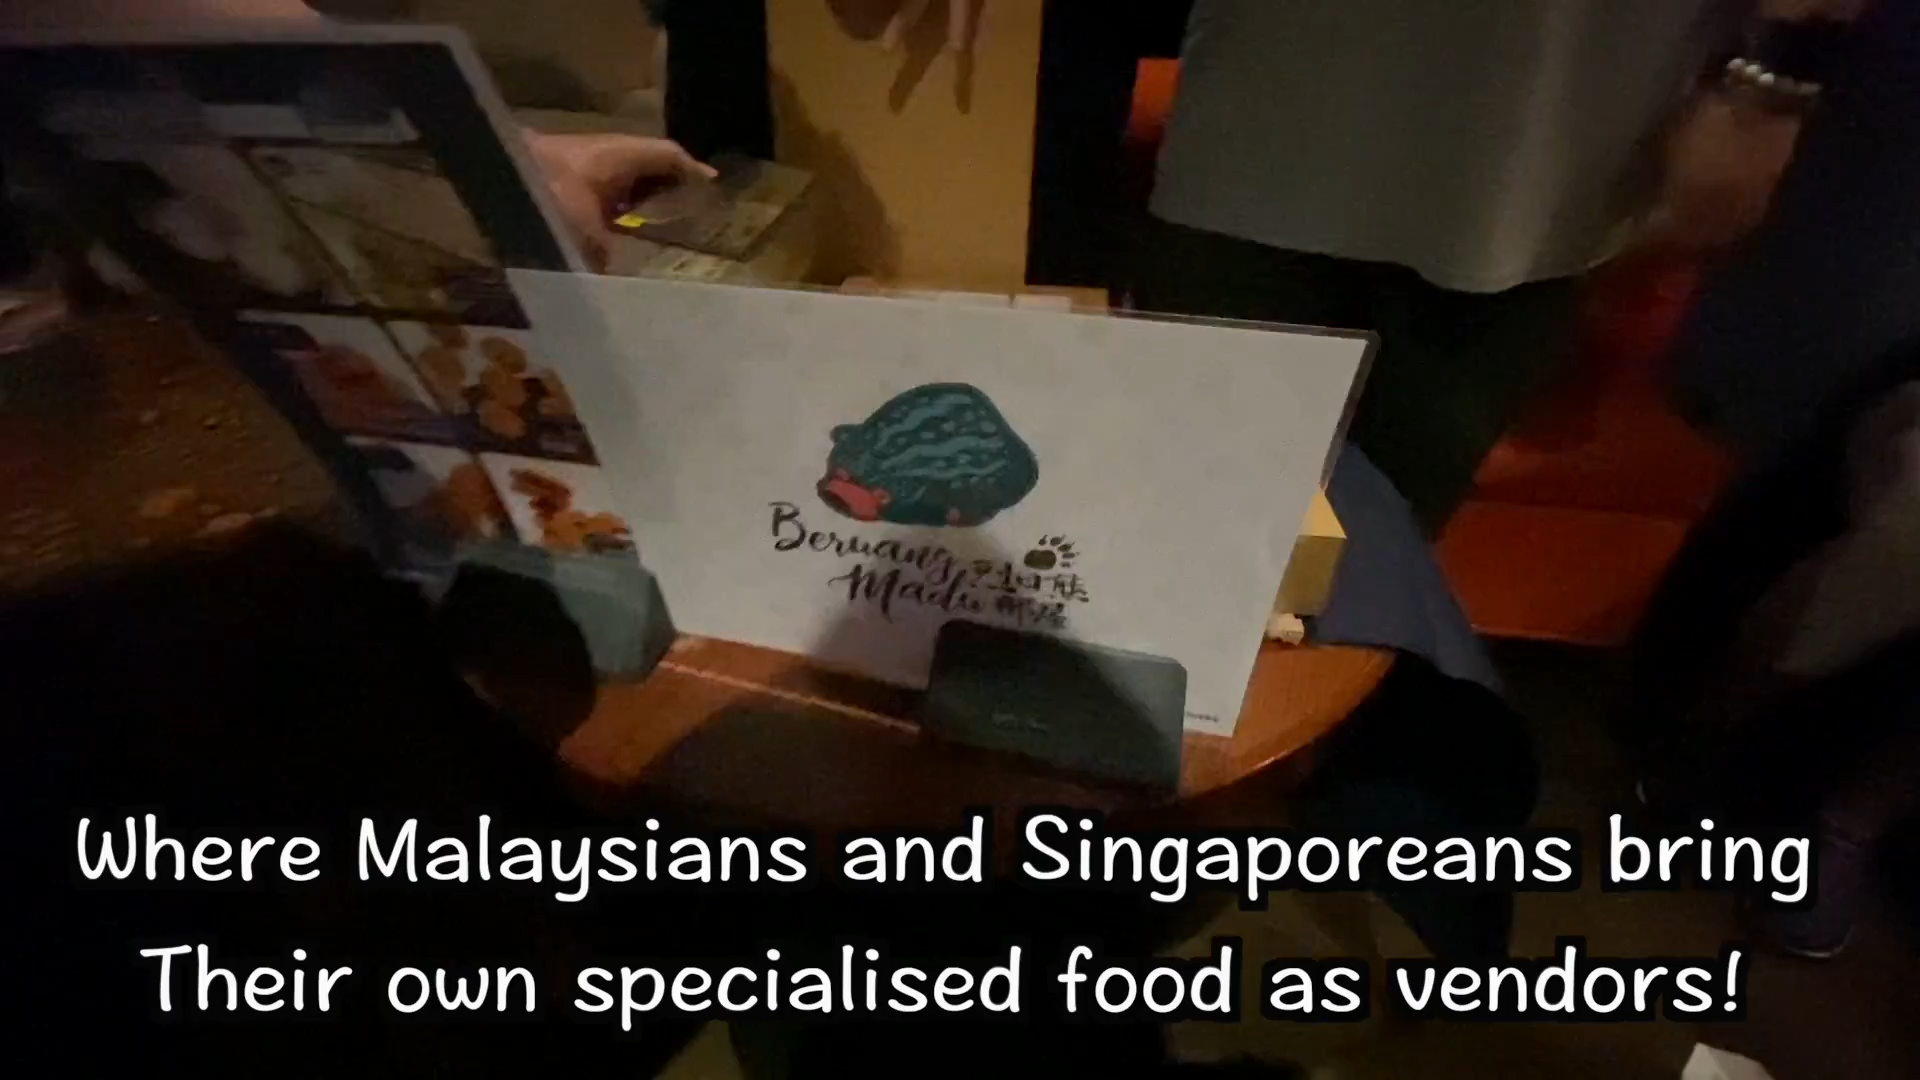 Beruang
Madu
Where Malaysians and Singaporeans bring
Their own specialised food as vendors!